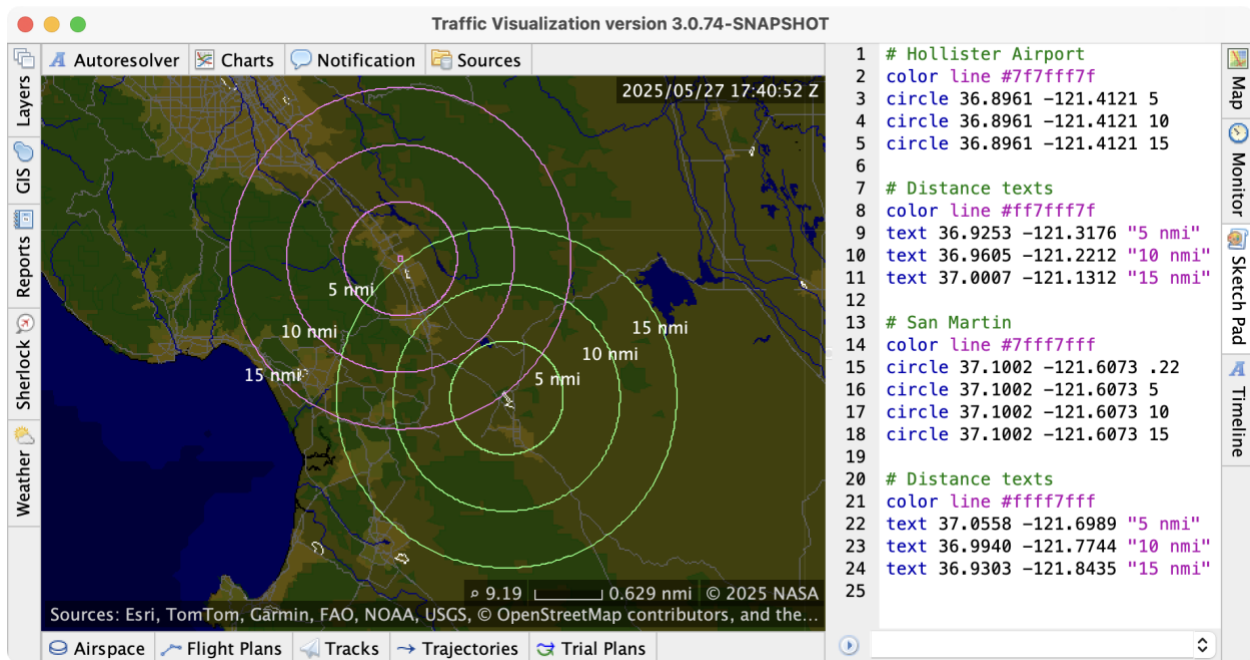 Traffic Visualization version 3.0.74-SNAPSHOT
Autoresolver
Charts
Notification
Sources
Layers
GIS
Reports
Sherlock
Weather
2025/05/27 17:40:52 Z
5 nmi
10 nmi
15 nmi
15 nmi
10 nmi
5 nmi
9.19
0.629 nmi
© 2025 NASA
Sources: Esri, TomTom, Garmin, FAO, NOAA, USGS, © OpenStreetMap contributors, and the...
Airspace
Flight Plans
Tracks
Trajectories
Trial Plans
1 # Hollister Airport
2 color line #7f7fff7f
3 circle 36.8961 -121.4121 5
4 circle 36.8961 -121.4121 10
5 circle 36.8961 -121.4121 15
6
7 # Distance texts
8 color line #ff7fff7f
9 text 36.9253 -121.3176 "5 nmi"
10 text 36.9605 -121.2212 "10 nmi"
11 text 37.0007 -121.1312 "15 nmi"
12
13 # San Martin
14 color line #7fff7fff
15 circle 37.1002 -121.6073 .22
16 circle 37.1002 -121.6073 5
17 circle 37.1002 -121.6073 10
18 circle 37.1002 -121.6073 15
19
20 # Distance texts
21 color line #ffff7fff
22 text 37.0558 -121.6989 "5 nmi"
23 text 36.9940 -121.7744 "10 nmi"
24 text 36.9303 -121.8435 "15 nmi"
25
Map
Monitor
Sketch Pad
Timeline